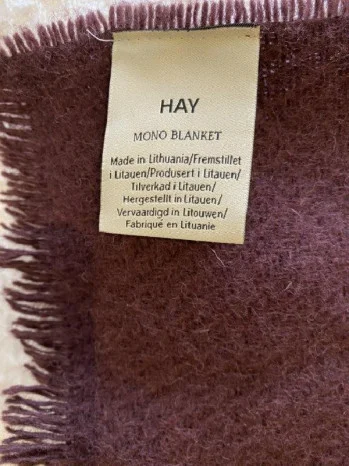 HAY
MONO BLANKET
Made in Lithuania/Fremstillet
i Litauen/Produsert i Litauen/
Tilverkad i Litauen/
Hergestellt in Litauen/
Vervaardigd in Litouwen/
Fabriqué en Lituanie